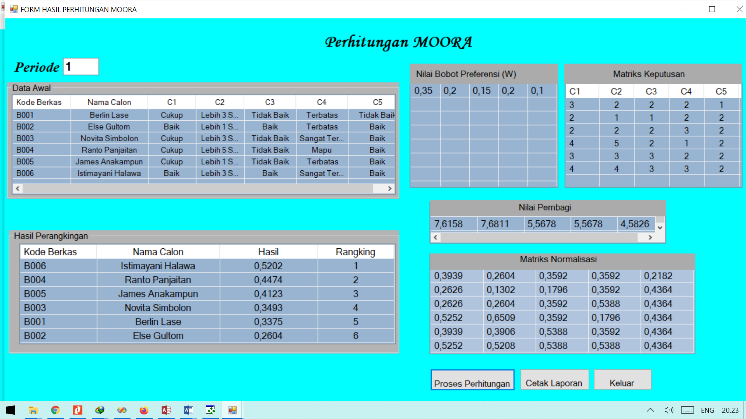 FORM HASIL PERHITUNGAN MOORA
Perhitungan MOORA
Periode 1
Data Awal
Kode Berkas Nama Calon C1 C2 C3 C4 C5
B001 Berlin Lase Cukup Lebih 3 S... Tidak Baik Terbatas Tidak Baik
B002 Else Gultom Baik Lebih 1 S... Baik Terbatas Baik
B003 Novita Simbolon Cukup Lebih 3 S... Tidak Baik Sangat Ter... Baik
B004 Ranto Panjaitan Cukup Lebih 5 S... Tidak Baik Mapu Baik
B005 James Anakampun Cukup Lebih 3 S... Tidak Baik Terbatas Baik
B006 Istimayani Halawa Baik Lebih 3 S... Baik Sangat Ter... Baik
Nilai Bobot Preferensi (W)
0,35 0,2 0,15 0,2 0,1
Matriks Keputusan
C1 C2 C3 C4 C5
3 2 2 2 1
2 1 1 2 2
2 2 2 3 2
4 5 2 1 2
3 3 3 2 2
4 4 3 3 2
Nilai Pembagi
7,6158 7,6811 5,5678 5,5678 4,5826
Hasil Perangkingan
Kode Berkas Nama Calon Hasil Rangking
B006 Istimayani Halawa 0,5202 1
B004 Ranto Panjaitan 0,4474 2
B005 James Anakampun 0,4123 3
B003 Novita Simbolon 0,3493 4
B001 Berlin Lase 0,3375 5
B002 Else Gultom 0,2604 6
Matriks Normalisasi
0,3939 0,2604 0,3592 0,3592 0,2182
0,2626 0,1302 0,1796 0,3592 0,4364
0,2626 0,2604 0,3592 0,5388 0,4364
0,5252 0,6509 0,3592 0,1796 0,4364
0,3939 0,3906 0,5388 0,3592 0,4364
0,5252 0,5208 0,5388 0,5388 0,4364
Proses Perhitungan Cetak Laporan Keluar
ENG 20.23